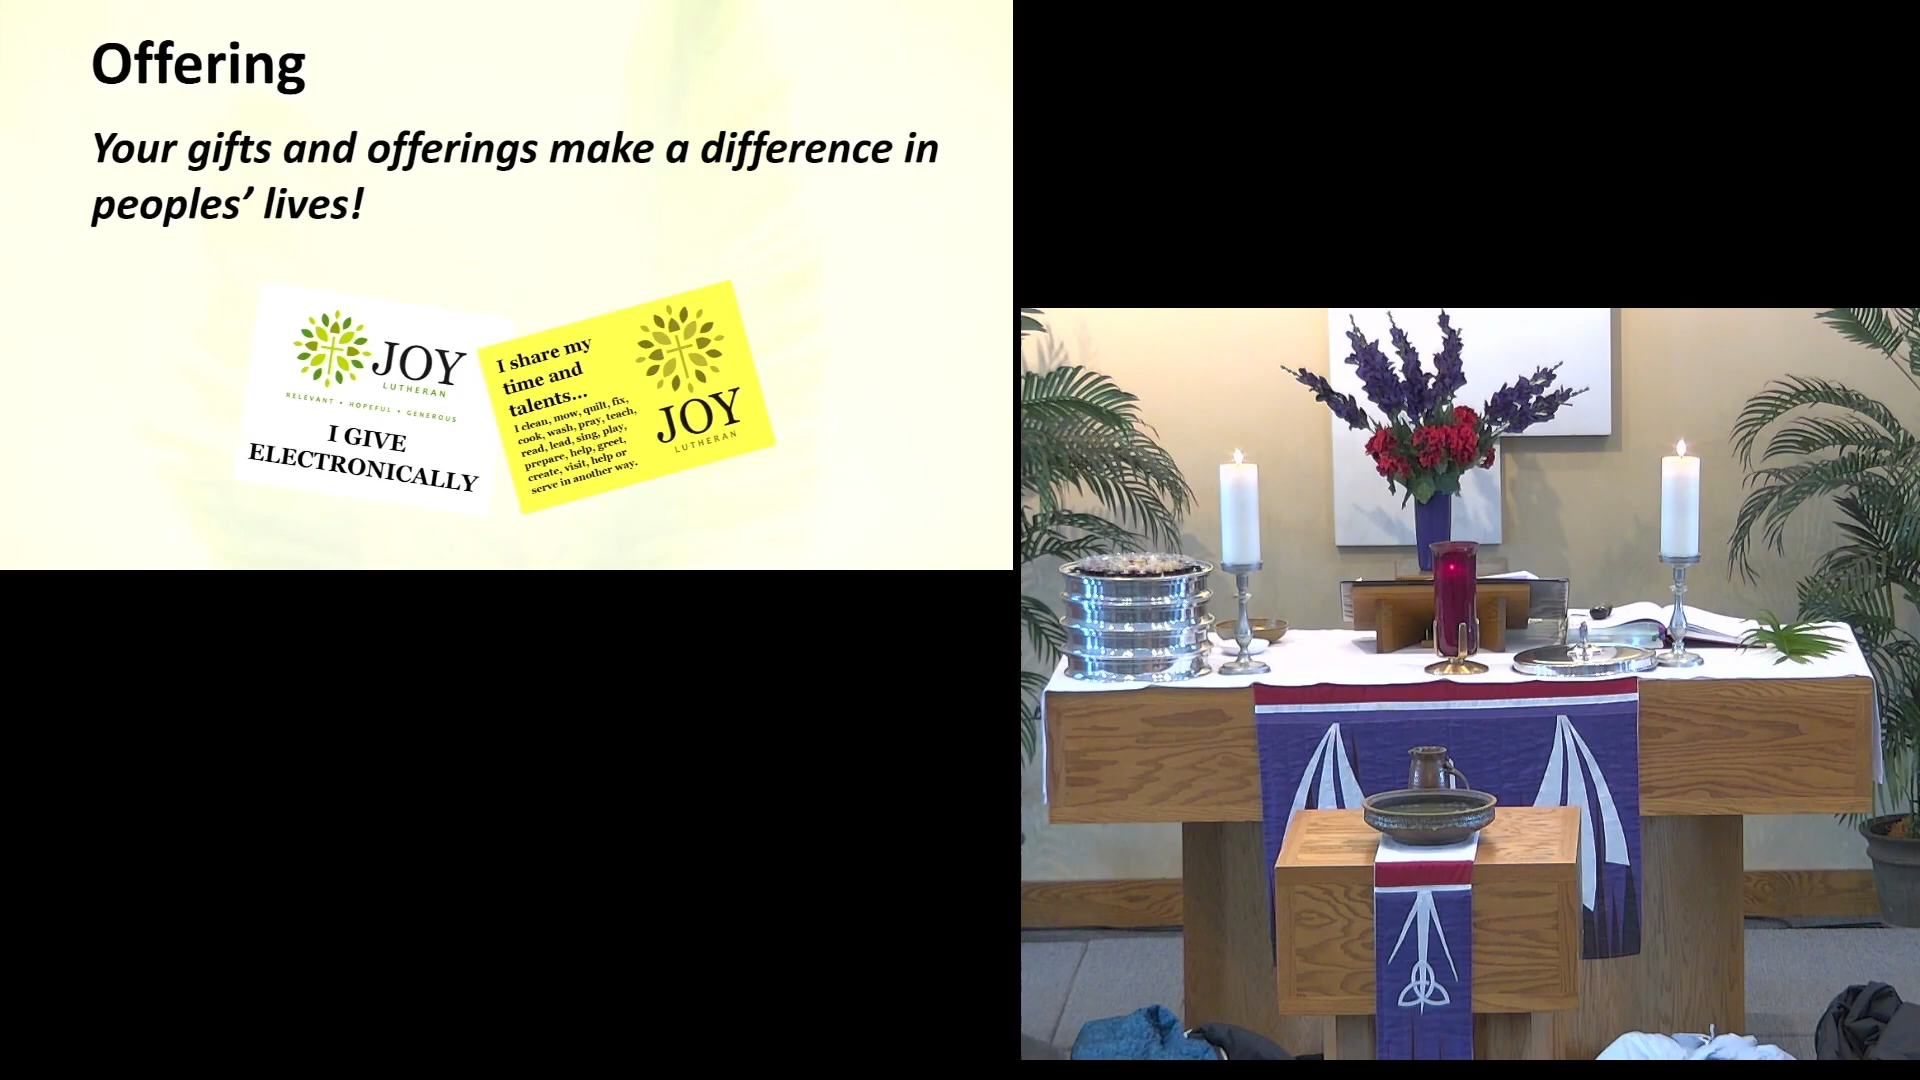 Offering
Your gifts and offerings make a difference in
peoples’ lives!
JOY
LUTHERAN
RELEVANT • HOPEFUL • GENEROUS
I GIVE
ELECTRONICALLY
I share my
time and
talents...
I clean, mow, quilt, fix,
cook, wash, pray, teach,
read, lead, sing, play,
prepare, help, greet,
create, visit, help or
serve in another way.
JOY
LUTHERAN